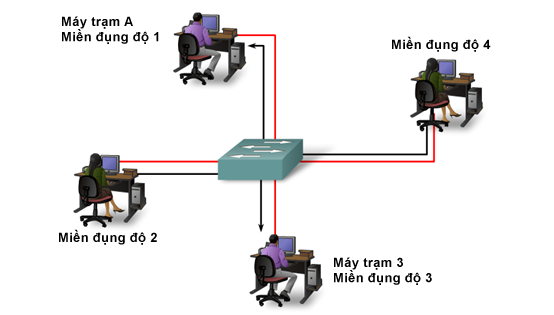 Máy trạm A
Miền đụng độ 1
Miền đụng độ 4
Miền đụng độ 2
Máy trạm 3
Miền đụng độ 3